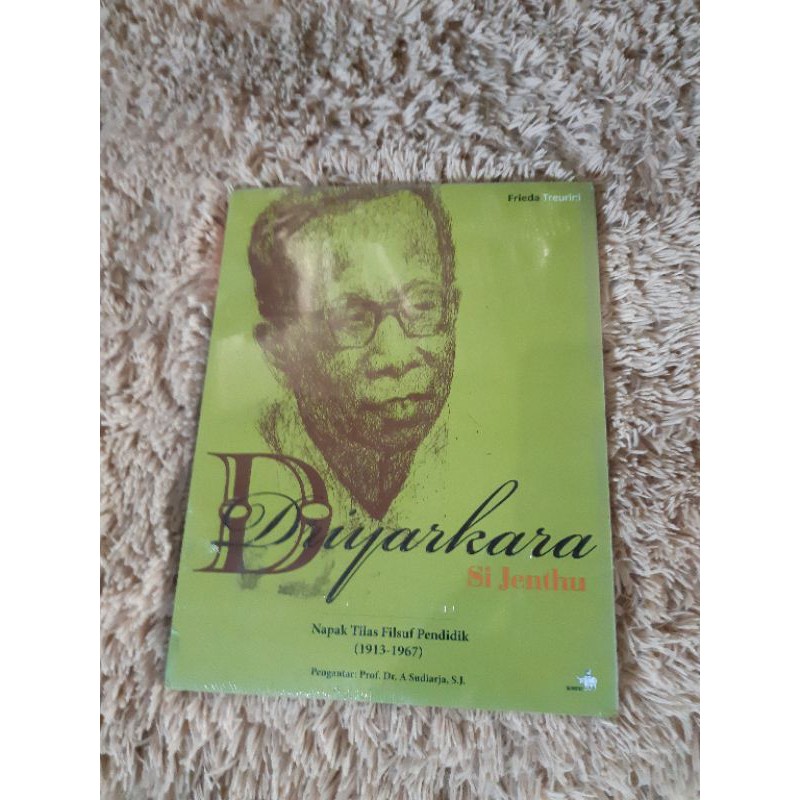 Frieda Treurini
D
Driyarkara
Si Jenthu
Napak Tilas Filsuf Pendidik
(1913-1967)
Pengantar: Prof. Dr. A Sudiarja, S.J.